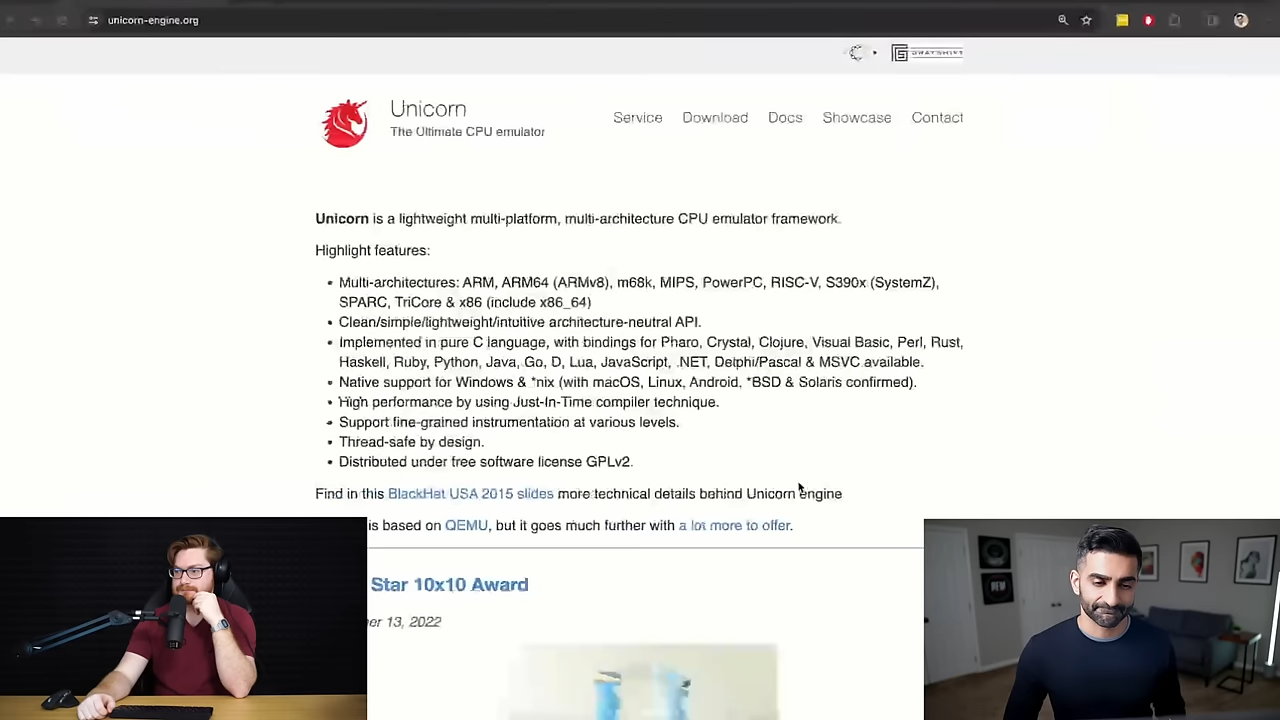 unicorn-engine.org
GRAYSHIFT
Unicorn
The Ultimate CPU emulator
Service Download Docs Showcase Contact
Unicorn is a lightweight multi-platform, multi-architecture CPU emulator framework.
Highlight features:
• Multi-architectures: ARM, ARM64 (ARMv8), m68k, MIPS, PowerPC, RISC-V, S390x (SystemZ),
SPARC, TriCore & x86 (include x86_64)
• Clean/simple/lightweight/intuitive architecture-neutral API.
• Implemented in pure C language, with bindings for Pharo, Crystal, Clojure, Visual Basic, Perl, Rust,
Haskell, Ruby, Python, Java, Go, D, Lua, JavaScript, .NET, Delphi/Pascal & MSVC available.
• Native support for Windows & *nix (with macOS, Linux, Android, *BSD & Solaris confirmed).
• High performance by using Just-In-Time compiler technique.
• Support fine-grained instrumentation at various levels.
• Thread-safe by design.
• Distributed under free software license GPLv2.
Find in this BlackHat USA 2015 slides more technical details behind Unicorn engine
is based on QEMU, but it goes much further with a lot more to offer.
Star 10x10 Award
er 13, 2022